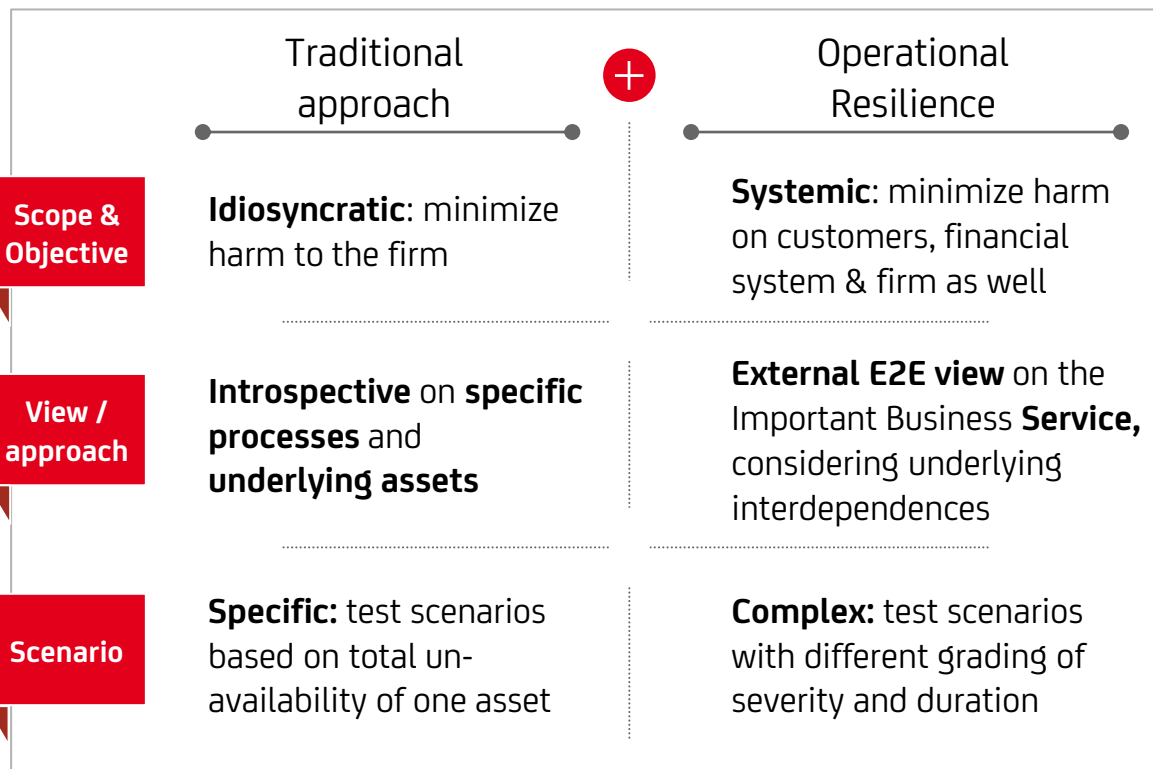 Traditional
approach
+
Operational
Resilience
Scope &
Objective
Idiosyncratic: minimize
harm to the firm
Systemic: minimize harm
on customers, financial
system & firm as well
View /
approach
Introspective on specific
processes and
underlying assets
External E2E view on the
Important Business Service,
considering underlying
interdependences
Scenario
Specific: test scenarios
based on total un-
availability of one asset
Complex: test scenarios
with different grading of
severity and duration